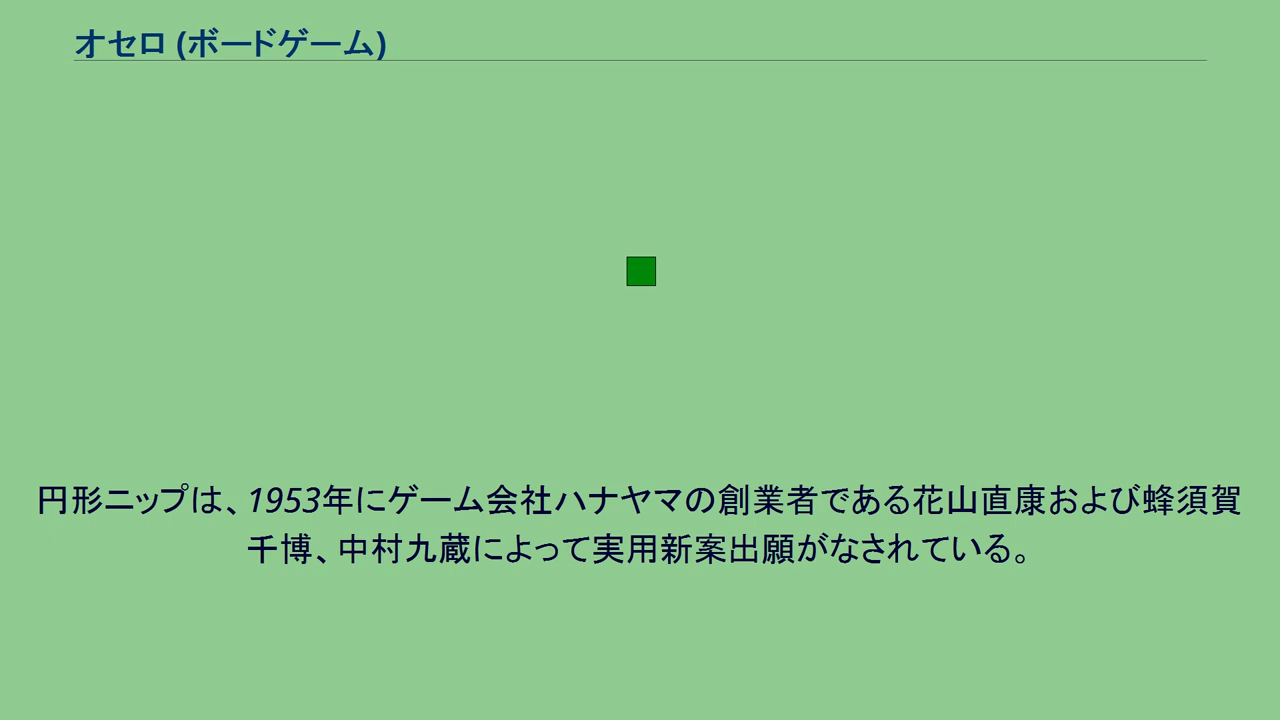 オセロ (ボードゲーム)
円形ニップは、1953年にゲーム会社ハナヤマの創業者である花山直康および蜂須賀
千博、中村九蔵によって実用新案出願がなされている。